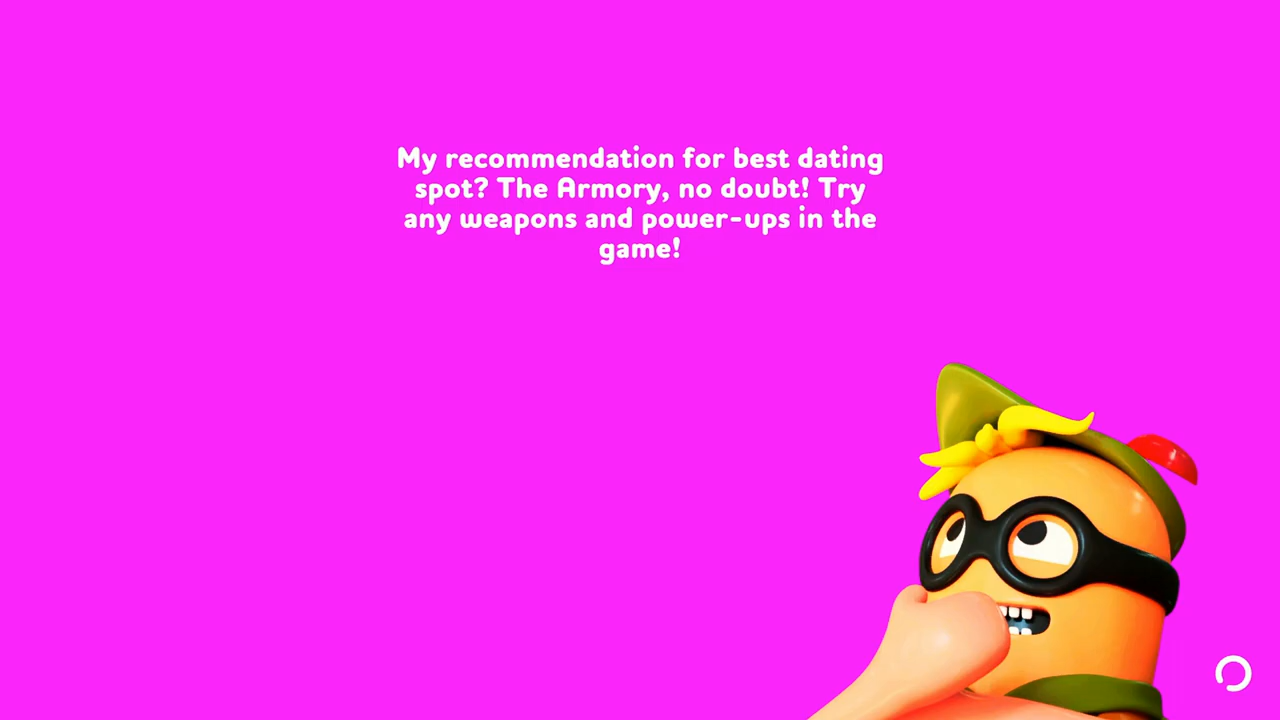 My recommendation for best dating
spot? The Armory, no doubt! Try
any weapons and power-ups in the
game!